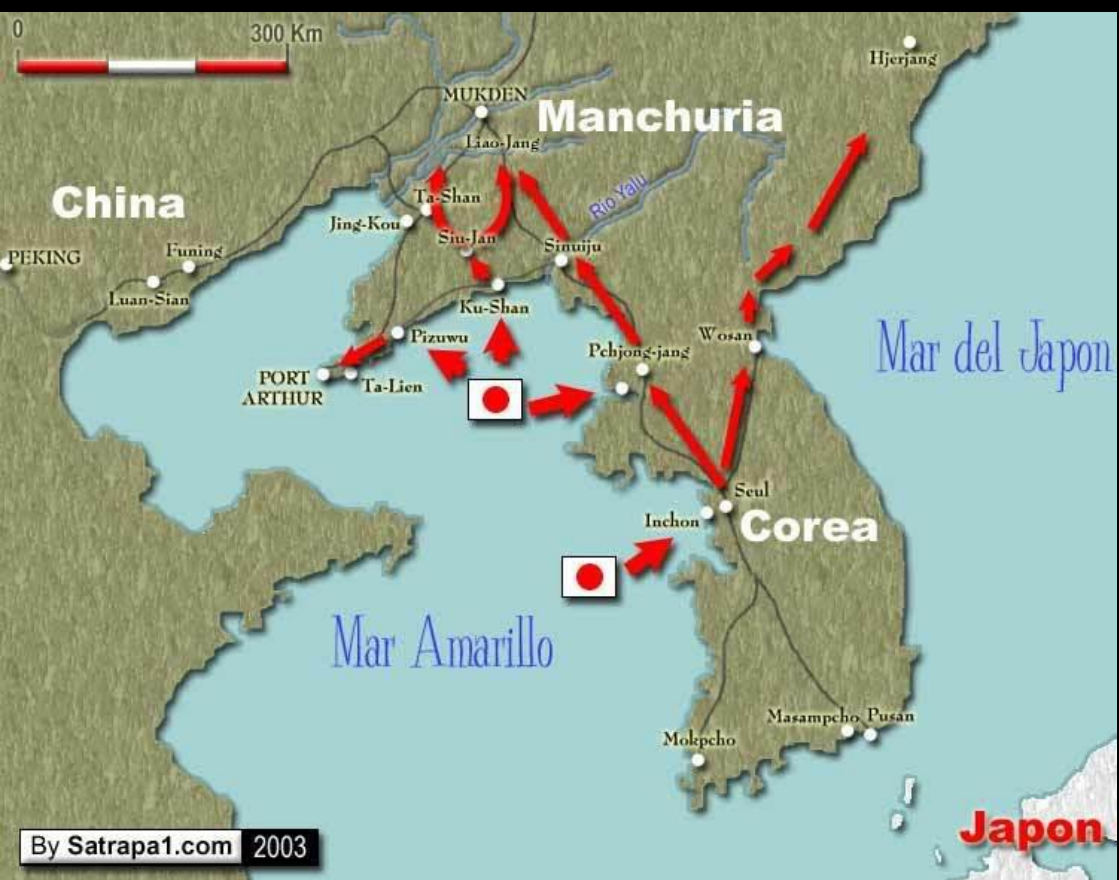 0
300 Km
Hjerjang
MUKDEN
Manchuria
Liao-Jang
China
Ta-Shan
Rio Yalu
Jing-Kou
Siu-Jan
Sinuiju
PEKING
Funing
Luan-Sian
Ku-Shan
Pizuwu
Wosan
Mar del Japon
Pchjong-jang
PORT
ARTHUR
Ta-Lien
Seul
Inchon
Corea
Mar Amarillo
Masampcho
Pusan
Mokpcho
Japon
By Satrapa1.com 2003